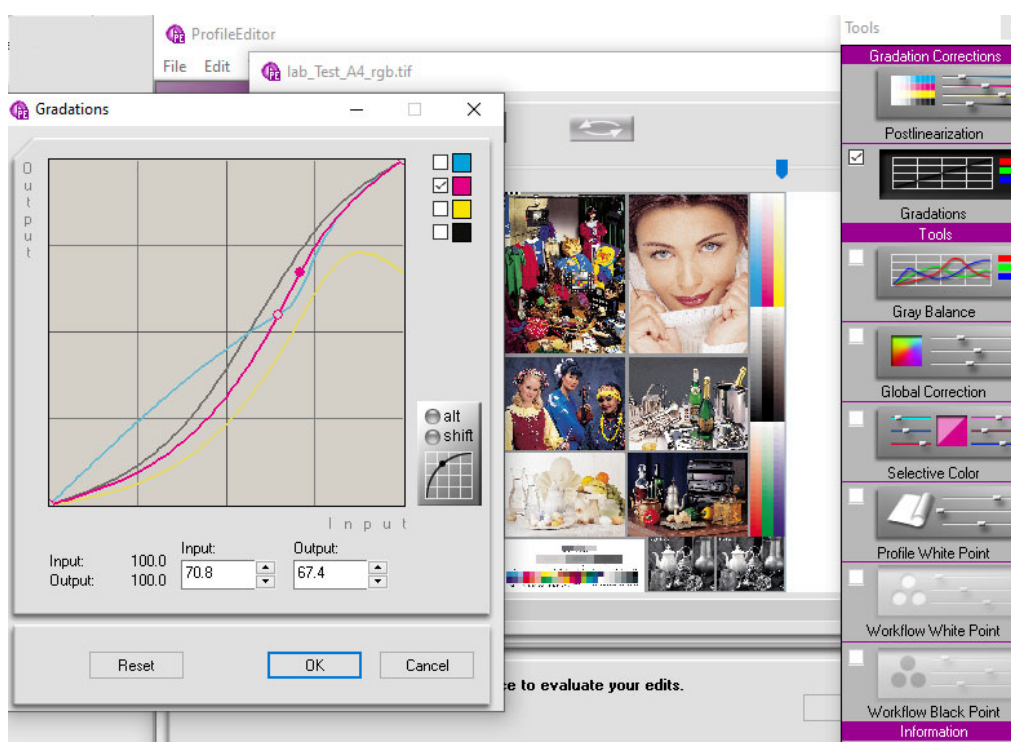 ProfileEditor
File Edit
lab_Test_A4_rgb.tif
Gradations
Output
Input
alt
shift
Input: 100.0
Output: 100.0
Input:
70.8
Output:
67.4
Reset
OK
Cancel
ce to evaluate your edits.
Tools
Gradation Corrections
Postlinearization
Gradations
Tools
Gray Balance
Global Correction
Selective Color
Profile White Point
Workflow White Point
Workflow Black Point
Information